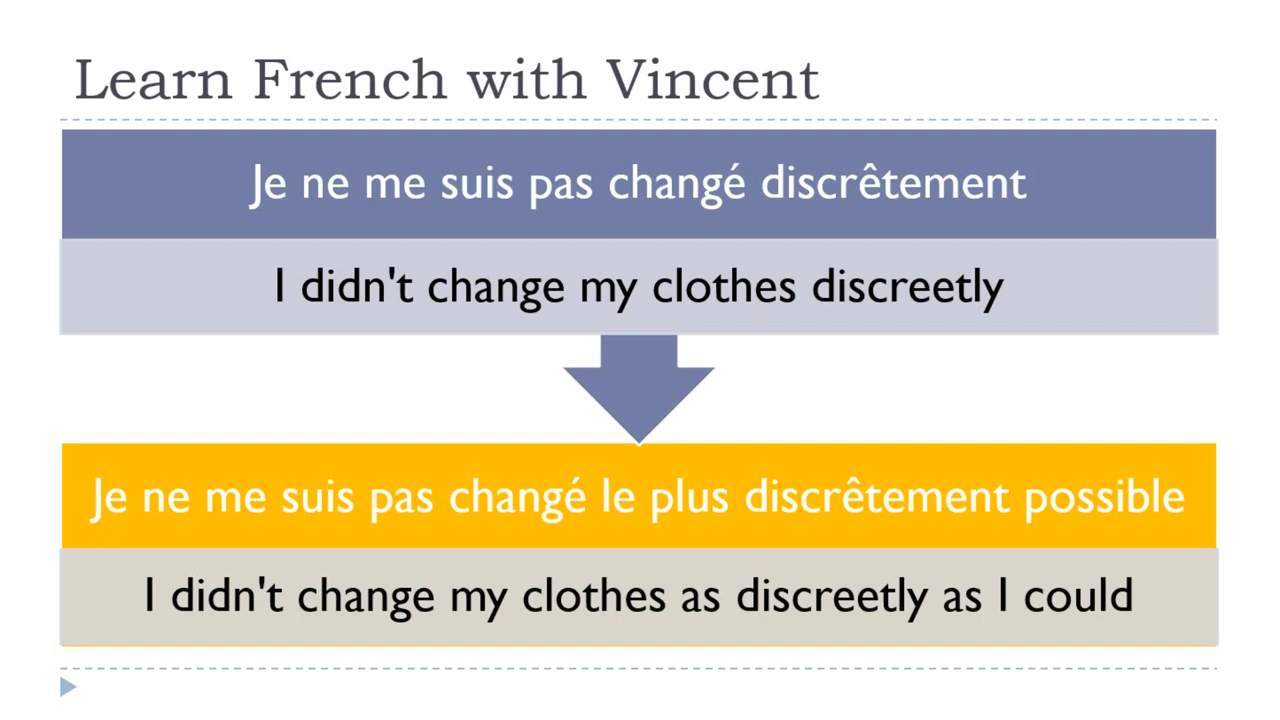 Learn French with Vincent
Je ne me suis pas changé discrêtement
I didn't change my clothes discreetly
Je ne me suis pas changé le plus discrêtement possible
I didn't change my clothes as discreetly as I could